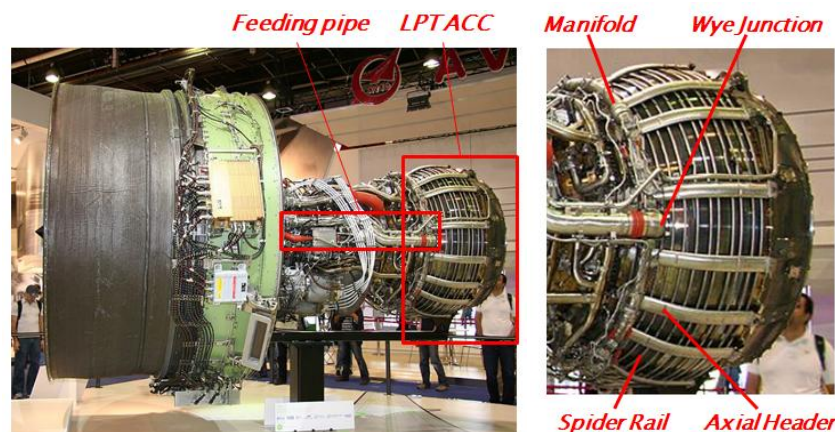 Feeding pipe LPT ACC
Manifold Wye Junction
Spider Rail Axial Header